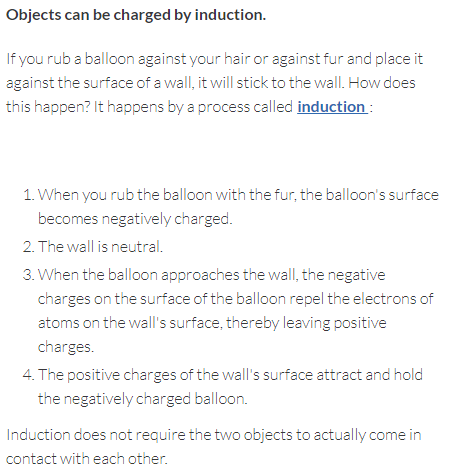 Objects can be charged by induction.
If you rub a balloon against your hair or against fur and place it
against the surface of a wall, it will stick to the wall. How does
this happen? It happens by a process called induction :
1. When you rub the balloon with the fur, the balloon's surface
becomes negatively charged.
2. The wall is neutral.
3. When the balloon approaches the wall, the negative
charges on the surface of the balloon repel the electrons of
atoms on the wall's surface, thereby leaving positive
charges.
4. The positive charges of the wall's surface attract and hold
the negatively charged balloon.
Induction does not require the two objects to actually come in
contact with each other.